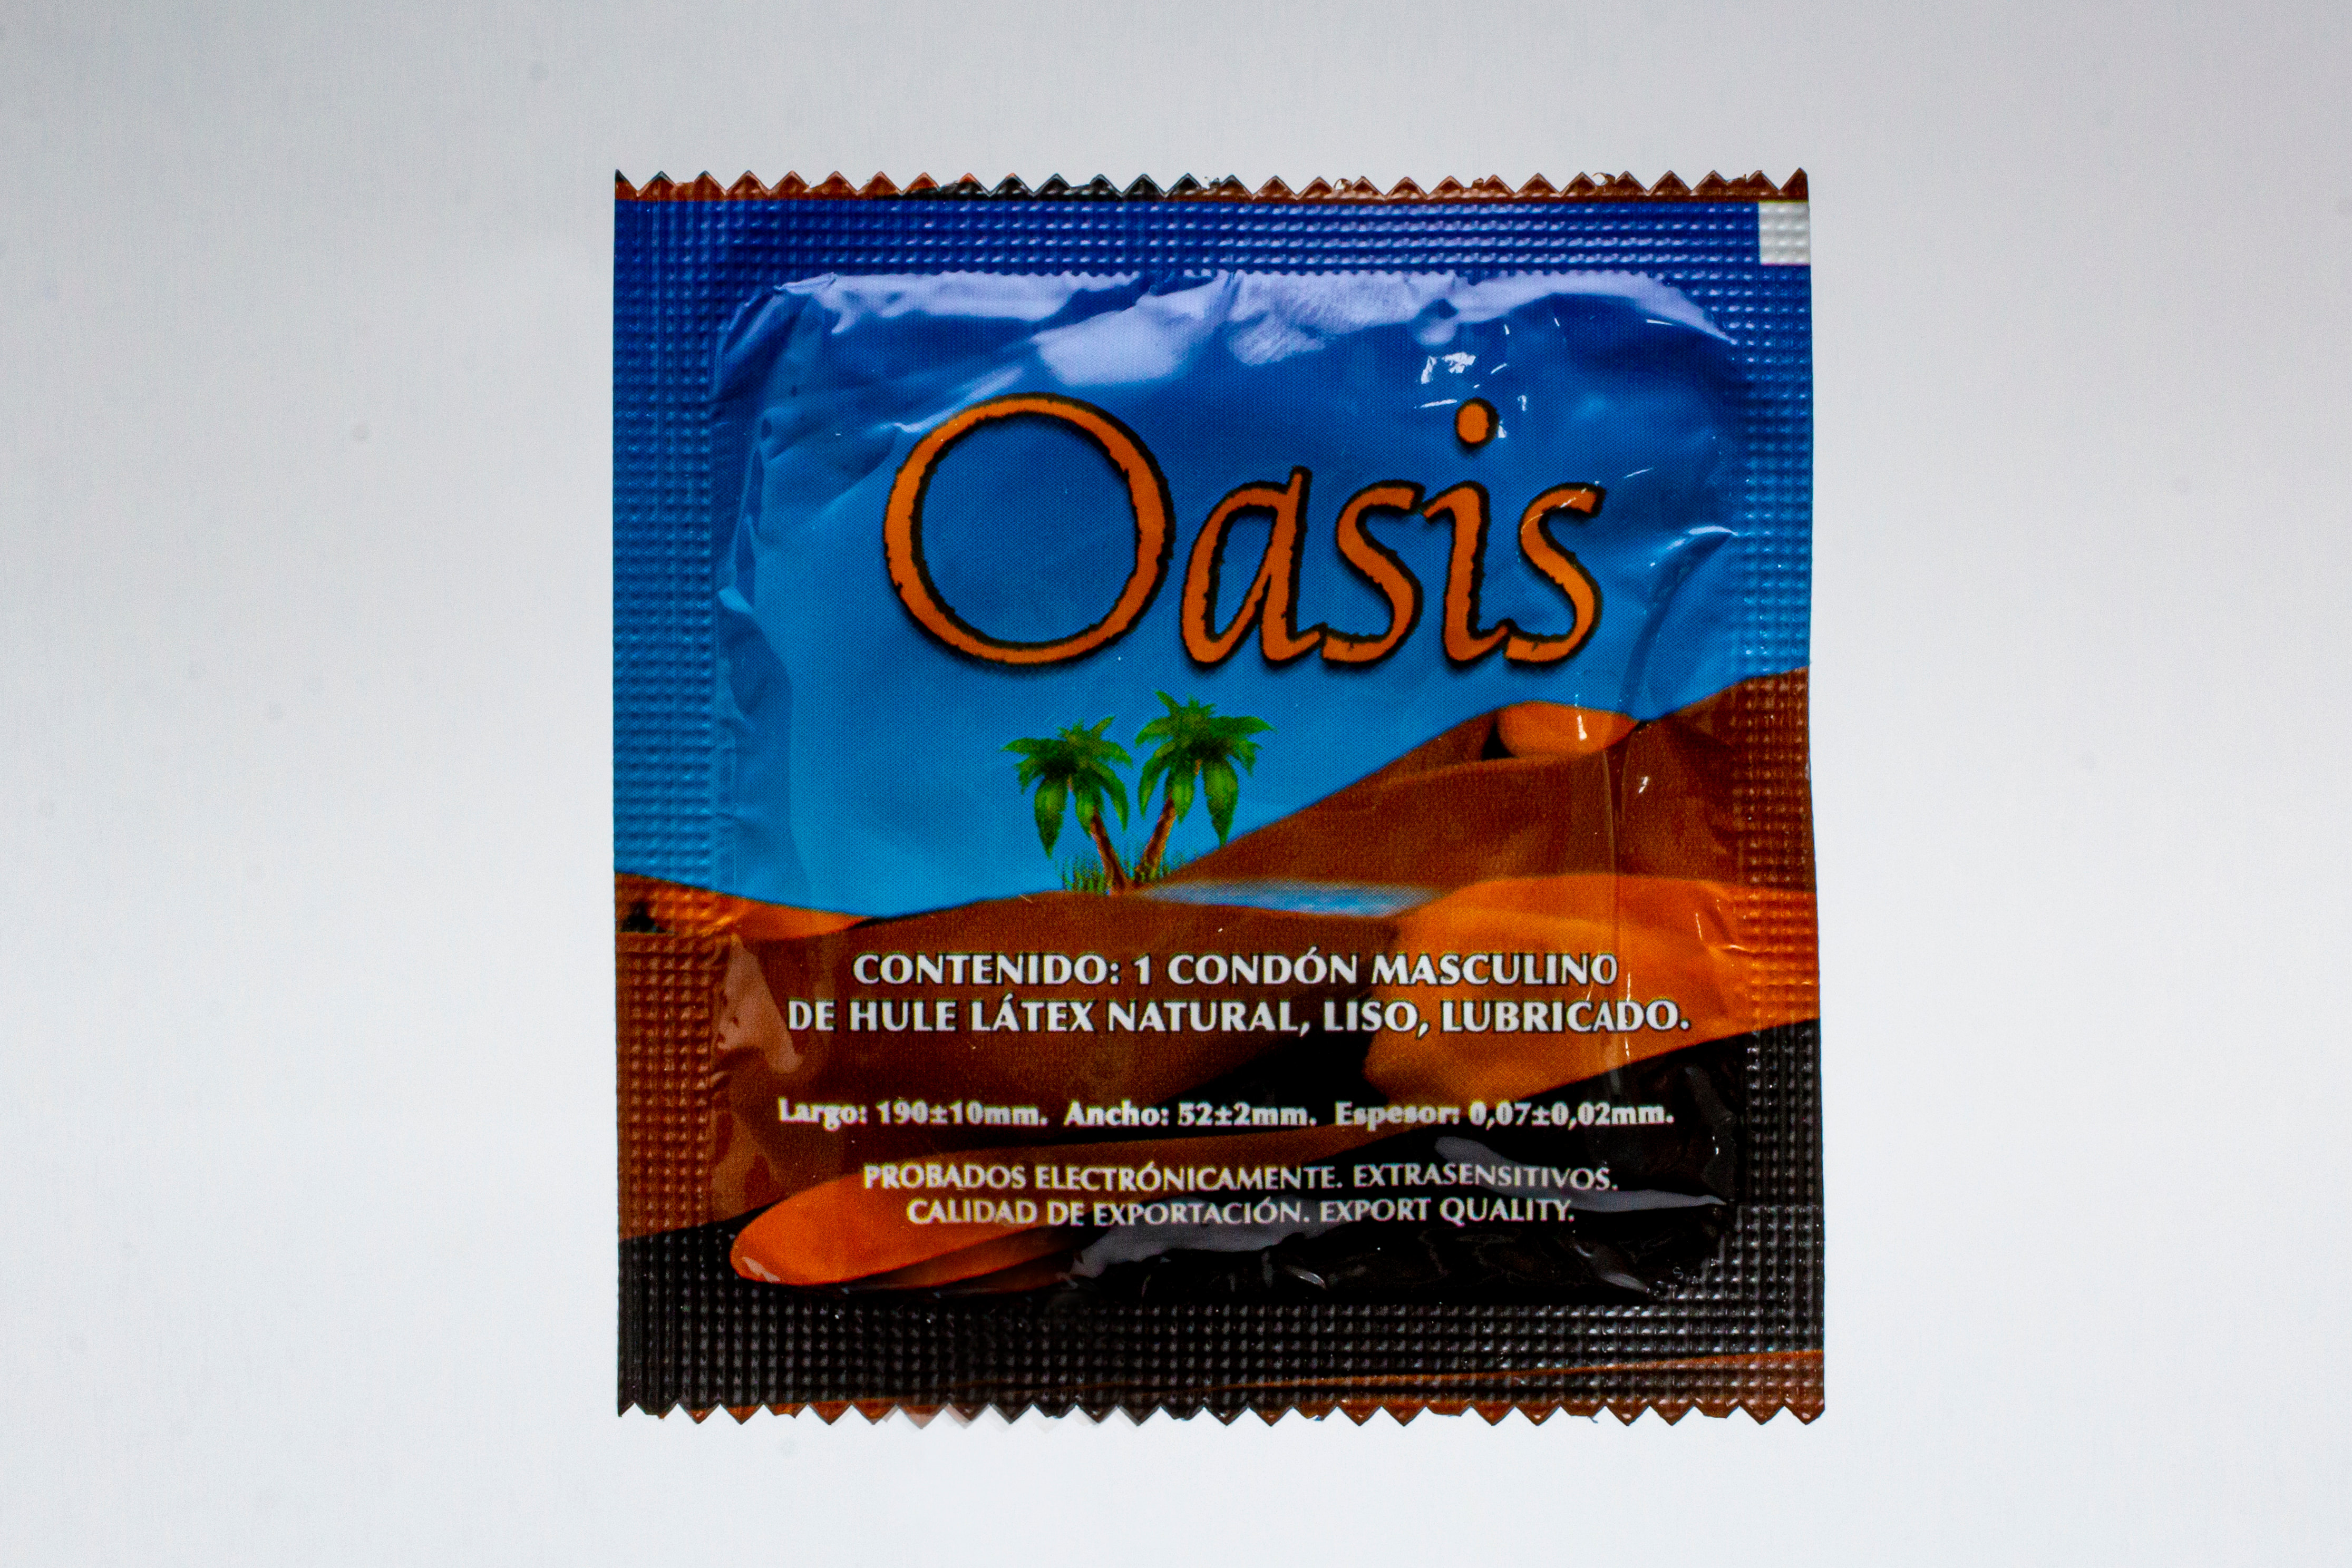 Oasis
CONTENIDO: 1 CONDÓN MASCULINO
DE HULE LÁTEX NATURAL, LISO, LUBRICADO.
Largo: 190±10mm. Ancho: 52±2mm. Espesor: 0,07±0,02mm.
PROBADOS ELECTRÓNICAMENTE. EXTRASENSITIVOS.
CALIDAD DE EXPORTACIÓN. EXPORT QUALITY.